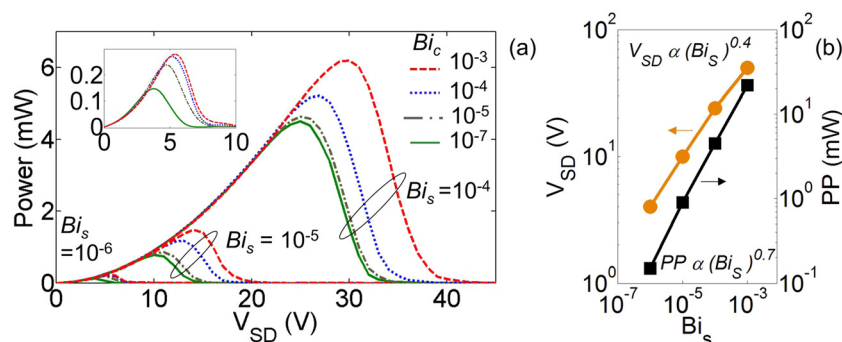 Bi_c
(a)
10^-3
10^-4
10^-5
10^-7
Power (mW)
6
4
2
0
0.2
0.1
0
0 5 10
Bi_s
=10^-6
Bi_s = 10^-5
Bi_s=10^-4
0 10 20 30 40
V_SD (V)
(b)
V_SD α (Bi_S)^0.4
PP α (Bi_S)^0.7
V_SD (V)
10^2
10^1
10^0
PP (mW)
10^2
10^1
10^0
10^-1
10^-7 10^-5 10^-3
Bi_s